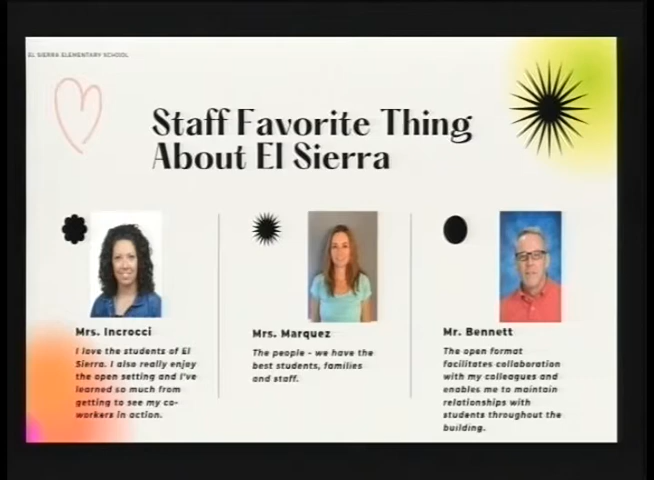 EL SIERRA ELEMENTARY SCHOOL
Staff Favorite Thing
About El Sierra
Mrs. Incrocci
I love the students of El
Sierra. I also really enjoy
the open setting and I've
learned so much from
getting to see my co-
workers in action.
Mrs. Marquez
The people - we have the
best students, families
and staff.
Mr. Bennett
The open format
facilitates collaboration
with my colleagues and
enables me to maintain
relationships with
students throughout the
building.